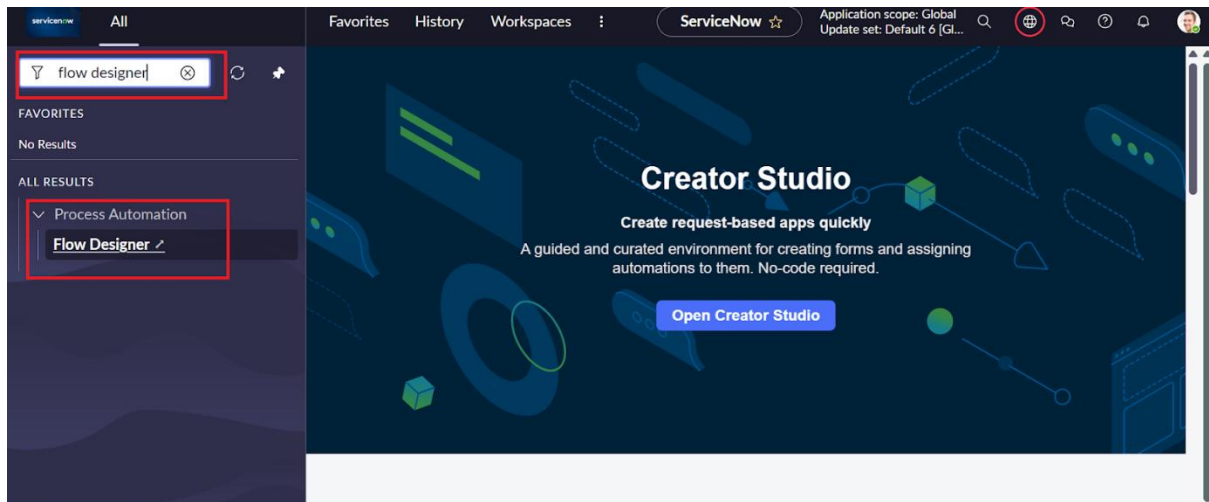 servicenow
All
Favorites
History
Workspaces
ServiceNow
Application scope: Global
Update set: Default 6 [Gl...
flow designer
FAVORITES
No Results
ALL RESULTS
Process Automation
Flow Designer
Creator Studio
Create request-based apps quickly
A guided and curated environment for creating forms and assigning
automations to them. No-code required.
Open Creator Studio